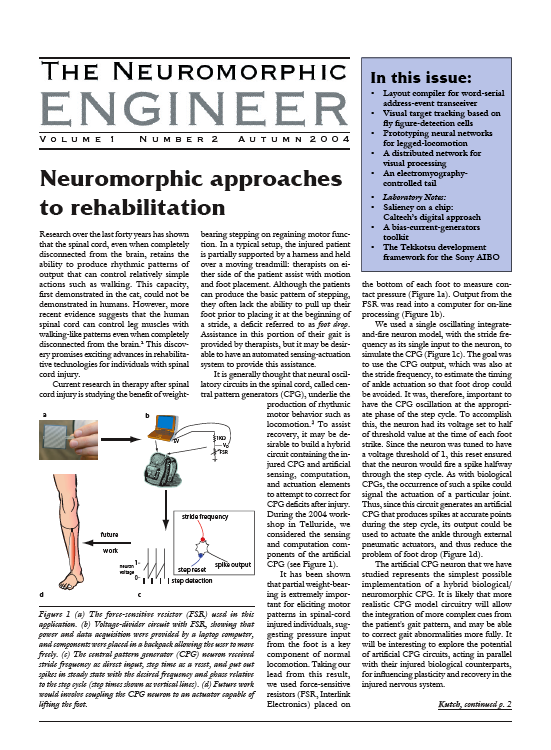 THE NEUROMORPHIC
ENGINEER
VOLUME 1 NUMBER 2 AUTUMN 2004
Neuromorphic approaches
to rehabilitation
Research over the last forty years has shown
that the spinal cord, even when completely
disconnected from the brain, retains the
ability to produce rhythmic patterns of
output that can control relatively simple
actions such as walking. This capacity,
first demonstrated in the cat, could not be
demonstrated in humans. However, more
recent evidence suggests that the human
spinal cord can control leg muscles with
walking-like patterns even when completely
disconnected from the brain.¹ This discov-
ery promises exciting advances in rehabilita-
tive technologies for individuals with spinal
cord injury.
Current research in therapy after spinal
cord injury is studying the benefit of weight-
bearing stepping on regaining motor func-
tion. In a typical setup, the injured patient
is partially supported by a harness and held
over a moving treadmill: therapists on ei-
ther side of the patient assist with motion
and foot placement. Although the patients
can produce the basic pattern of stepping,
they often lack the ability to pull up their
foot prior to placing it at the beginning of
a stride, a deficit referred to as foot drop.
Assistance in this portion of their gait is
provided by therapists, but it may be desir-
able to have an automated sensing-actuation
system to provide this assistance.
It is generally thought that neural oscil-
latory circuits in the spinal cord, called cen-
tral pattern generators (CPG), underlie the
production of rhythmic
motor behavior such as
locomotion.² To assist
recovery, it may be de-
sirable to build a hybrid
circuit containing the in-
jured CPG and artificial
sensing, computation,
and actuation elements
to attempt to correct for
CPG deficits after injury.
During the 2004 work-
shop in Telluride, we
considered the sensing
and computation com-
ponents of the artificial
CPG (see Figure 1).
It has been shown
that partial weight-bear-
ing is extremely impor-
tant for eliciting motor
patterns in spinal-cord
injured individuals, sug-
gesting pressure input
from the foot is a key
component of normal
locomotion. Taking our
lead from this result,
we used force-sensitive
resistors (FSR, Interlink
Electronics) placed on
a
b
5V
1KΩ
V₀
FSR
future
work
stride frequency
step reset
spike output
neuron
voltage
1
0
step detection
d
c
Figure 1 (a) The force-sensitive resistor (FSR) used in this
application. (b) Voltage-divider circuit with FSR, showing that
power and data acquisition were provided by a laptop computer,
and components were placed in a backpack allowing the user to move
freely. (c) The central pattern generator (CPG) neuron received
stride frequency as direct input, step time as a reset, and put out
spikes in steady state with the desired frequency and phase relative
to the step cycle (step times shown as vertical lines). (d) Future work
would involve coupling the CPG neuron to an actuator capable of
lifting the foot.
In this issue:
• Layout compiler for word-serial
address-event transceiver
• Visual target tracking based on
fly figure-detection cells
• Prototyping neural networks
for legged-locomotion
• A distributed network for
visual processing
• An electromyography-
controlled tail
• Laboratory Notes:
• Saliency on a chip:
Caltech's digital approach
• A bias-current-generators
toolkit
• The Tekkotsu development
framework for the Sony AIBO
the bottom of each foot to measure con-
tact pressure (Figure 1a). Output from the
FSR was read into a computer for on-line
processing (Figure 1b).
We used a single oscillating integrate-
and-fire neuron model, with the stride fre-
quency as its single input to the neuron, to
simulate the CPG (Figure 1c). The goal was
to use the CPG output, which was also at
the stride frequency, to estimate the timing
of ankle actuation so that foot drop could
be avoided. It was, therefore, important to
have the CPG oscillation at the appropri-
ate phase of the step cycle. To accomplish
this, the neuron had its voltage set to half
of threshold value at the time of each foot
strike. Since the neuron was tuned to have
a voltage threshold of 1, this reset ensured
that the neuron would fire a spike halfway
through the step cycle. As with biological
CPGs, the occurrence of such a spike could
signal the actuation of a particular joint.
Thus, since this circuit generates an artificial
CPG that produces spikes at accurate points
during the step cycle, its output could be
used to actuate the ankle through external
pneumatic actuators, and thus reduce the
problem of foot drop (Figure 1d).
The artificial CPG neuron that we have
studied represents the simplest possible
implementation of a hybrid biological/
neuromorphic CPG. It is likely that more
realistic CPG model circuitry will allow
the integration of more complex cues from
the patient's gait pattern, and may be able
to correct gait abnormalities more fully. It
will be interesting to explore the potential
of artificial CPG circuits, acting in parallel
with their injured biological counterparts,
for influencing plasticity and recovery in the
injured nervous system.
Kutch, continued p. 2